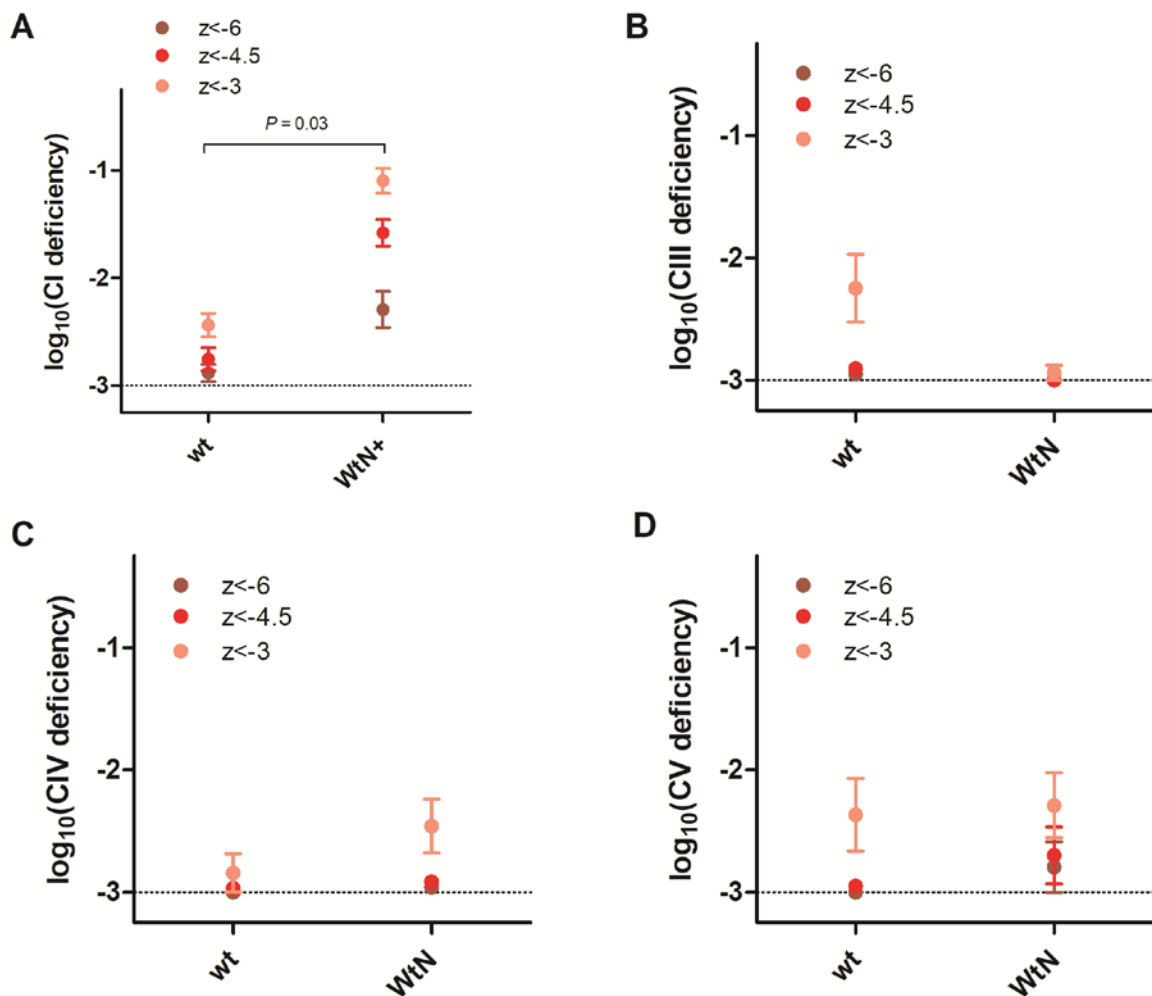 A
z<-6
z<-4.5
z<-3
P = 0.03
log₁₀(CI deficiency)
-1
-2
-3
wt
WtN+
B
z<-6
z<-4.5
z<-3
log₁₀(CIII deficiency)
-1
-2
-3
wt
WtN
C
z<-6
z<-4.5
z<-3
log₁₀(CIV deficiency)
-1
-2
-3
wt
WtN
D
z<-6
z<-4.5
z<-3
log₁₀(CV deficiency)
-1
-2
-3
wt
WtN